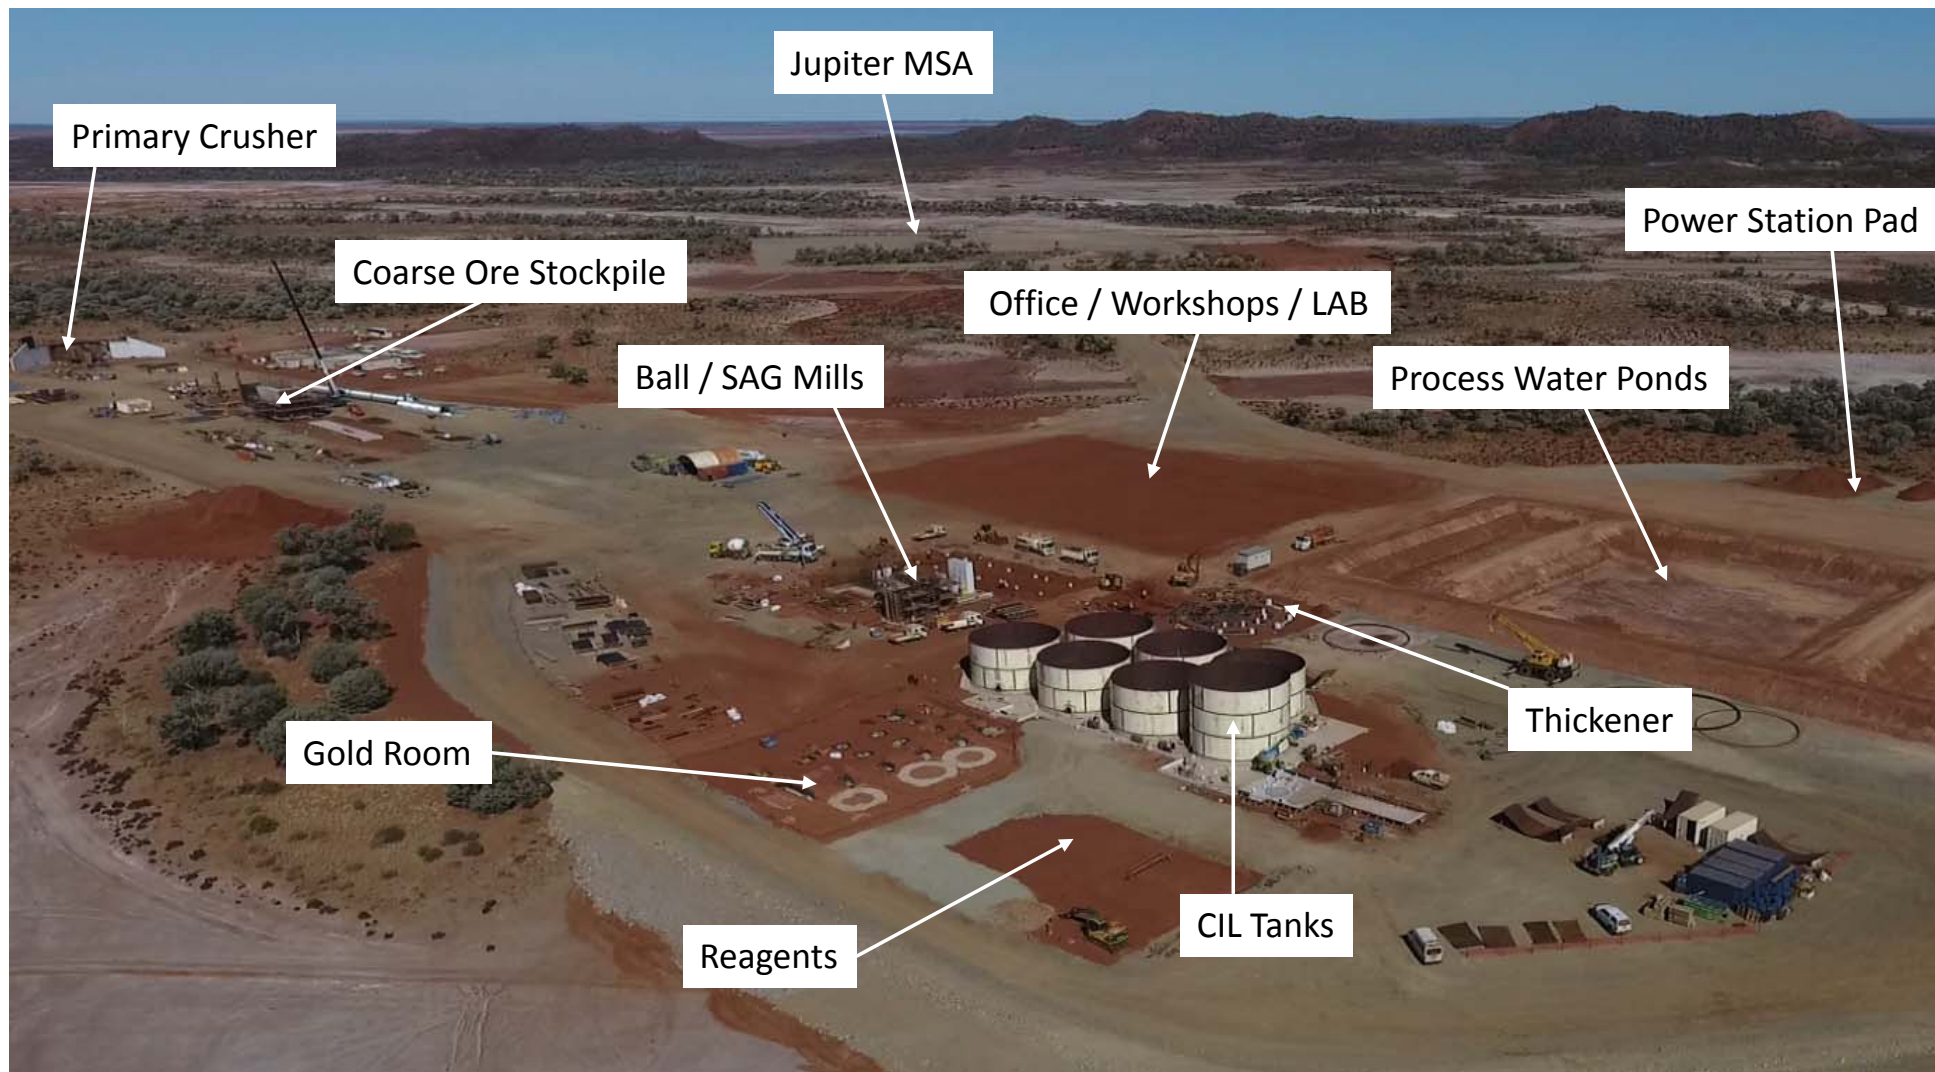 Jupiter MSA
Primary Crusher
Power Station Pad
Coarse Ore Stockpile
Office / Workshops / LAB
Ball / SAG Mills
Process Water Ponds
Thickener
Gold Room
CIL Tanks
Reagents